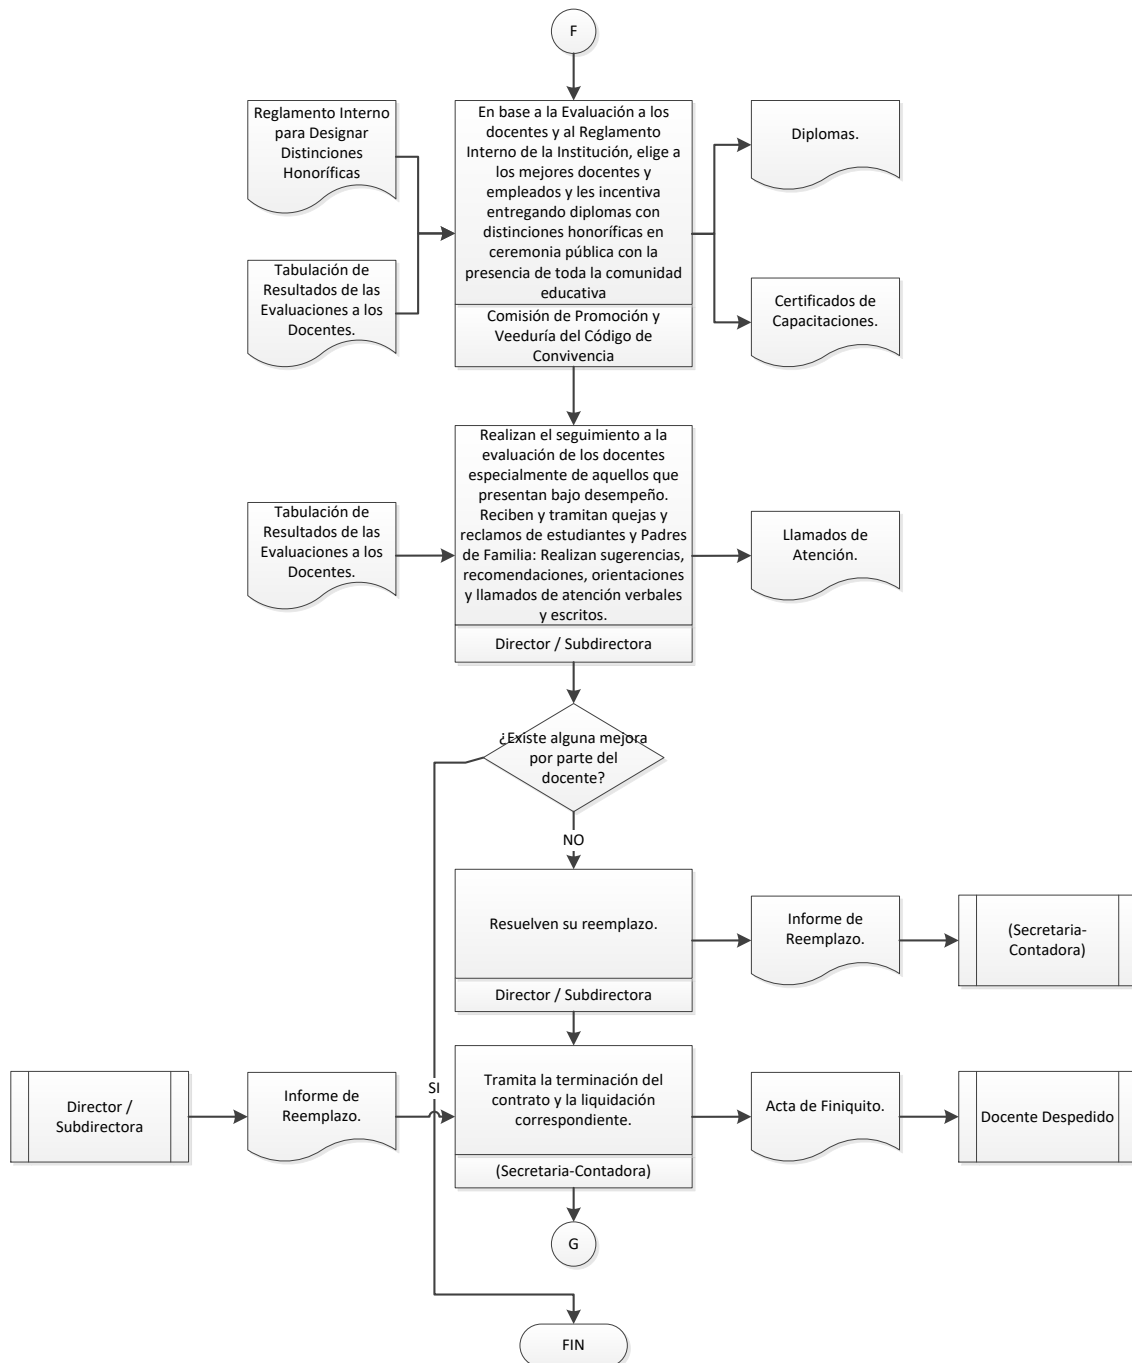 F
Reglamento Interno
para Designar
Distinciones
Honoríficas
Tabulación de
Resultados de las
Evaluaciones a los
Docentes.
En base a la Evaluación a los
docentes y al Reglamento
Interno de la Institución, elige a
los mejores docentes y
empleados y les incentiva
entregando diplomas con
distinciones honoríficas en
ceremonia pública con la
presencia de toda la comunidad
educativa
Comisión de Promoción y
Veeduría del Código de
Convivencia
Diplomas.
Certificados de
Capacitaciones.
Tabulación de
Resultados de las
Evaluaciones a los
Docentes.
Realizan el seguimiento a la
evaluación de los docentes
especialmente de aquellos que
presentan bajo desempeño.
Reciben y tramitan quejas y
reclamos de estudiantes y Padres
de Familia: Realizan sugerencias,
recomendaciones, orientaciones
y llamados de atención verbales
y escritos.
Director / Subdirectora
Llamados de
Atención.
¿Existe alguna mejora
por parte del
docente?
NO
Resuelven su reemplazo.
Director / Subdirectora
Informe de
Reemplazo.
(Secretaria-
Contadora)
SI
Director /
Subdirectora
Informe de
Reemplazo.
Tramita la terminación del
contrato y la liquidación
correspondiente.
(Secretaria-Contadora)
Acta de Finiquito.
Docente Despedido
G
FIN